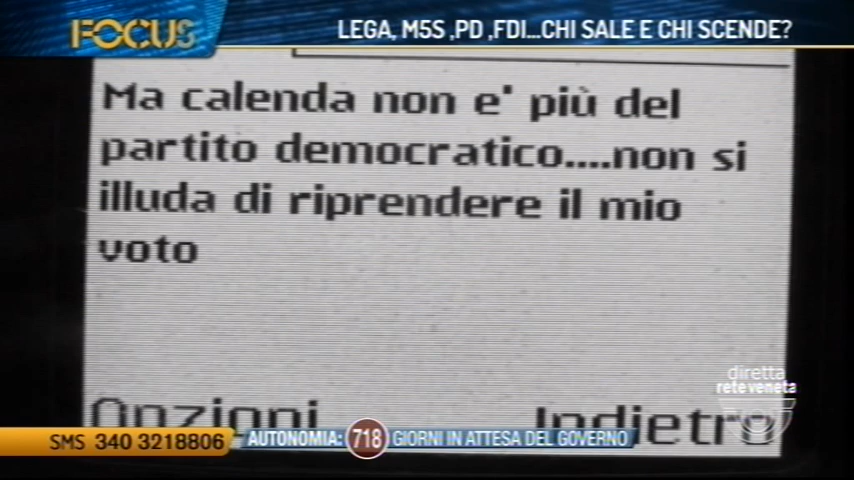 FOCUS
LEGA, M5S ,PD ,FDI...CHI SALE E CHI SCENDE?
Ma calenda non e' più del
partito democratico....non si
illuda di riprendere il mio
voto
diretta
rete veneta
Opzioni
Indietro
SMS 340 3218806
AUTONOMIA: 718 GIORNI IN ATTESA DEL GOVERNO